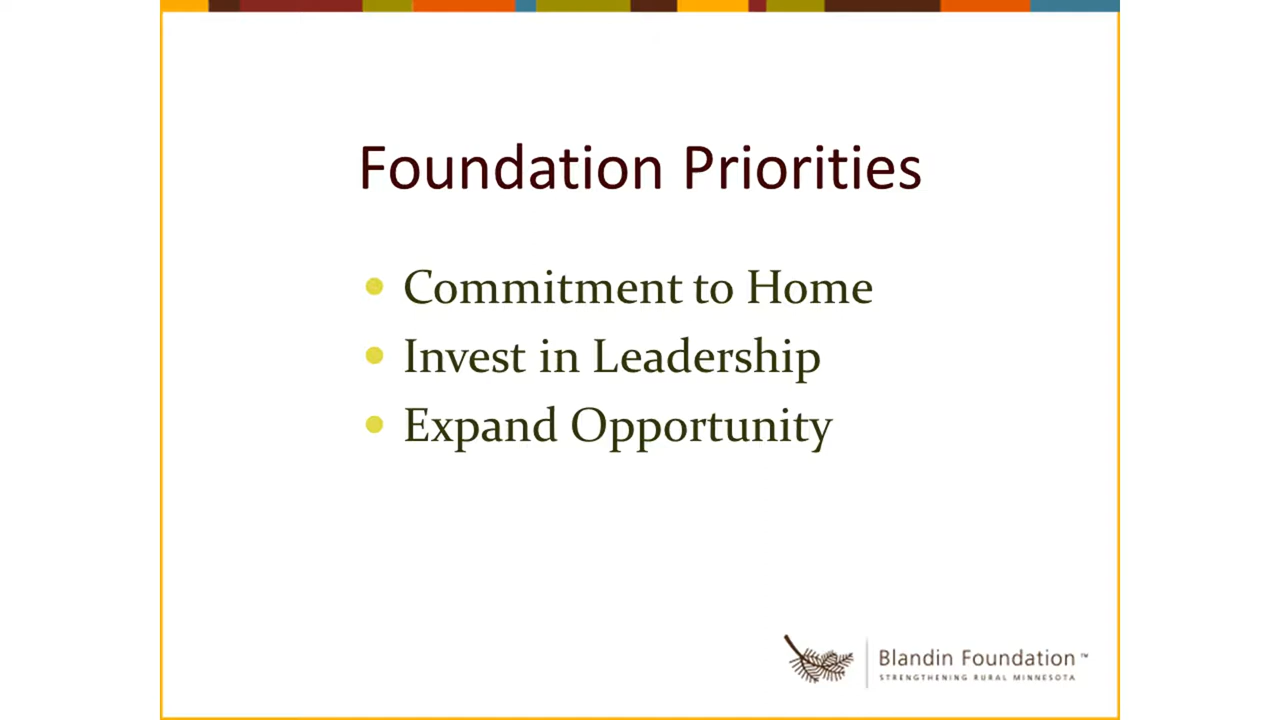 Foundation Priorities
• Commitment to Home
• Invest in Leadership
• Expand Opportunity
Blandin Foundation™
STRENGTHENING RURAL MINNESOTA